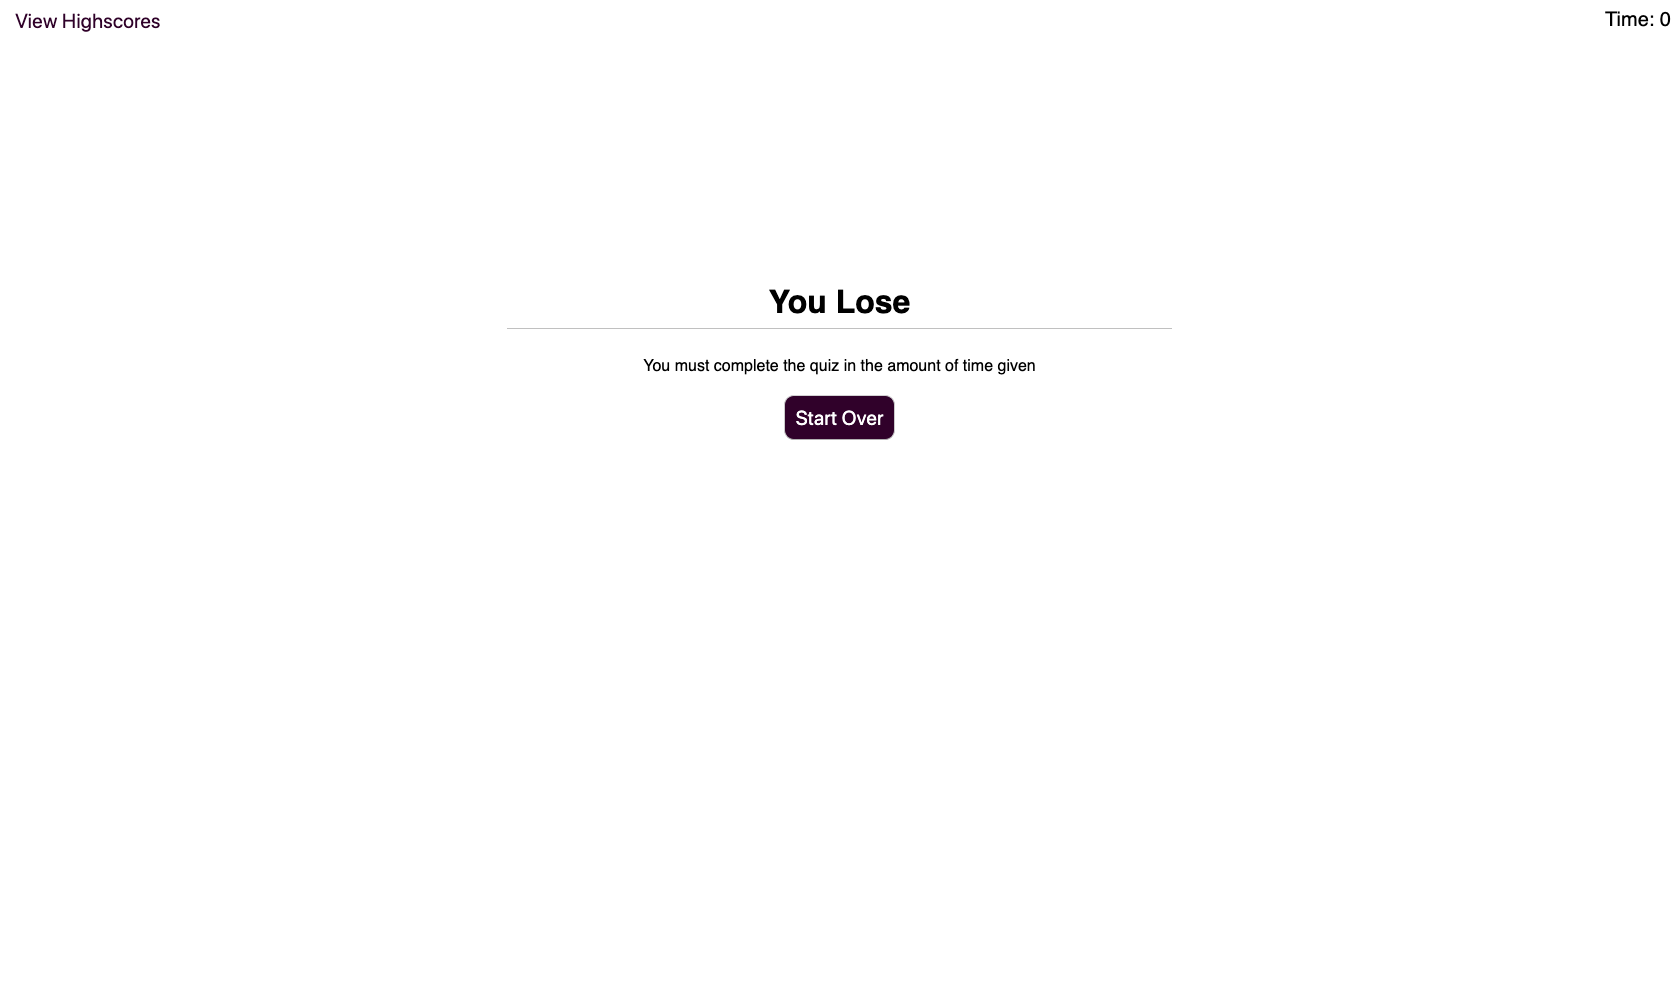 View Highscores
Time: 0
You Lose
You must complete the quiz in the amount of time given
Start Over